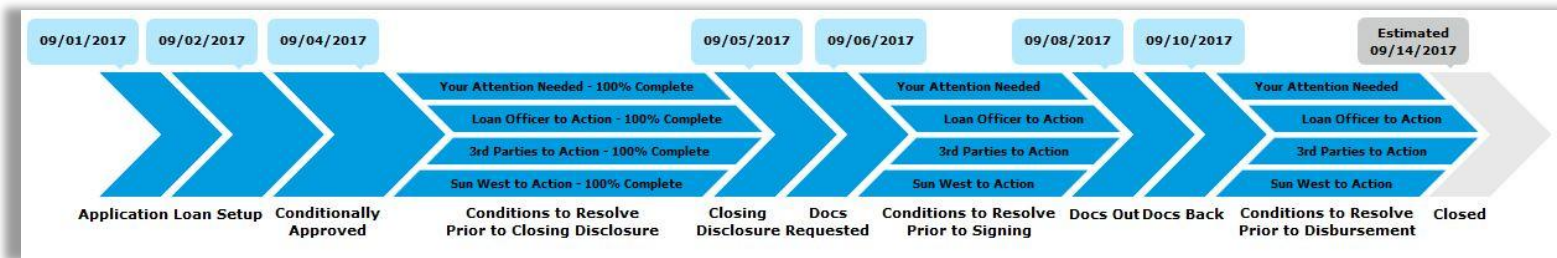 09/01/2017 09/02/2017 09/04/2017 09/05/2017 09/06/2017 09/08/2017 09/10/2017 Estimated
09/14/2017
Your Attention Needed - 100% Complete
Loan Officer to Action - 100% Complete
3rd Parties to Action - 100% Complete
Sun West to Action - 100% Complete
Your Attention Needed
Loan Officer to Action
3rd Parties to Action
Sun West to Action
Your Attention Needed
Loan Officer to Action
3rd Parties to Action
Sun West to Action
Application
Loan Setup
Conditionally
Approved
Conditions to Resolve
Prior to Closing Disclosure
Closing
Disclosure
Docs
Requested
Conditions to Resolve
Prior to Signing
Docs Out
Docs Back
Conditions to Resolve
Prior to Disbursement
Closed